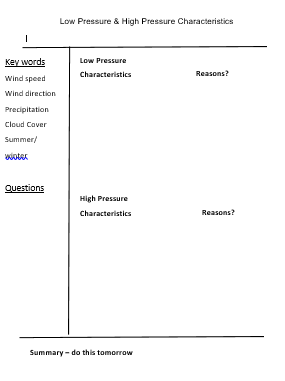 Low Pressure & High Pressure Characteristics
Key words
Wind speed
Wind direction
Precipitation
Cloud Cover
Summer/
winter
Questions
Low Pressure
Characteristics Reasons?
High Pressure
Characteristics Reasons?
Summary – do this tomorrow